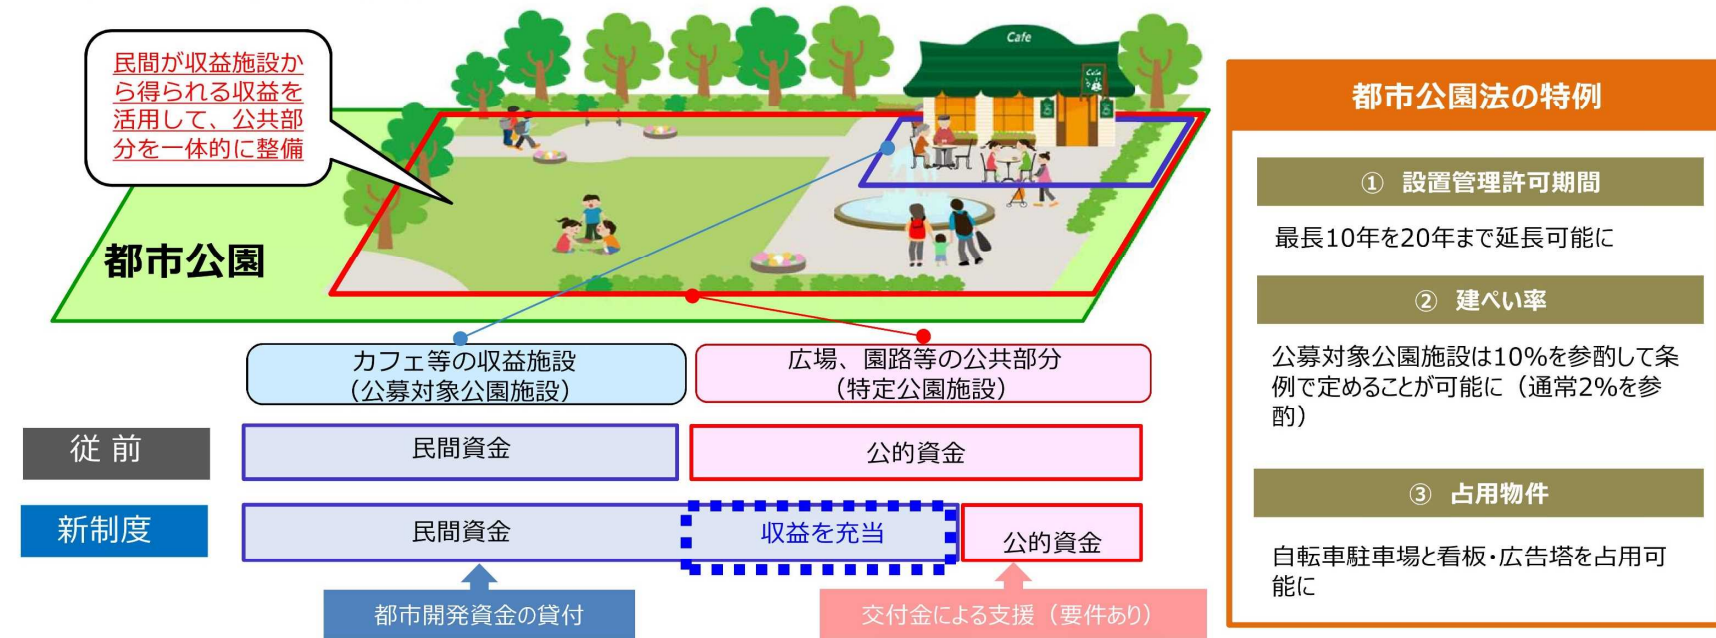 民間が収益施設か
ら得られる収益を
活用して、公共部
分を一体的に整備
Cafe
Cafe
都市公園
カフェ等の収益施設
（公募対象公園施設）
広場、園路等の公共部分
（特定公園施設）
従 前
民間資金
公的資金
新制度
民間資金
収益を充当
公的資金
都市開発資金の貸付
交付金による支援（要件あり）
都市公園法の特例
① 設置管理許可期間
最長10年を20年まで延長可能に
② 建ぺい率
公募対象公園施設は10%を参酌して条
例で定めることが可能に（通常2%を参
酌）
③ 占用物件
自転車駐車場と看板・広告塔を占用可
能に